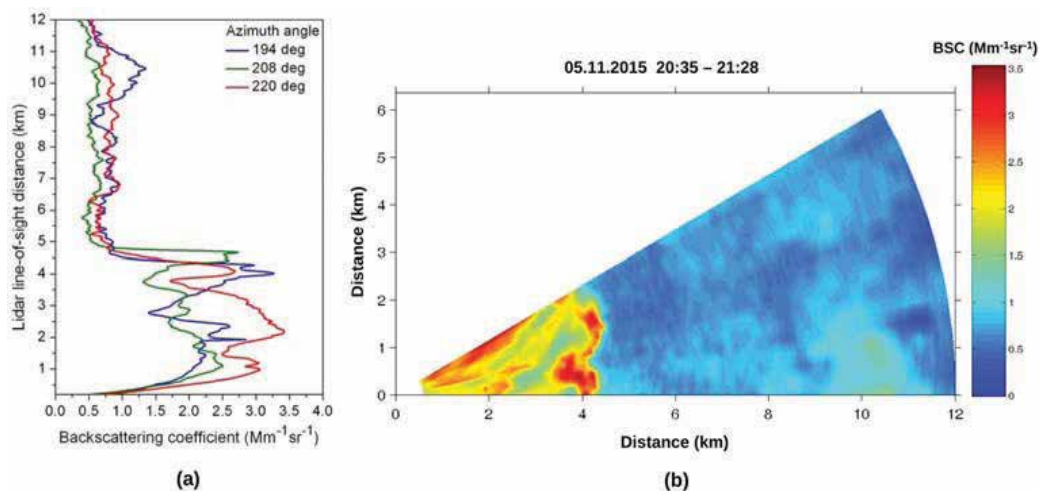 12
11
10
9
8
7
6
5
4
3
2
1
Lidar line-of-sight distance (km)
Azimuth angle
194 deg
208 deg
220 deg
0.0 0.5 1.0 1.5 2.0 2.5 3.0 3.5 4.0
Backscattering coefficient (Mm⁻¹sr⁻¹)
(a)
05.11.2015 20:35 – 21:28
BSC (Mm⁻¹sr⁻¹)
6
5
4
3
2
1
0
Distance (km)
0 2 4 6 8 10 12
Distance (km)
3.5
3
2.5
2
1.5
1
0.5
0
(b)